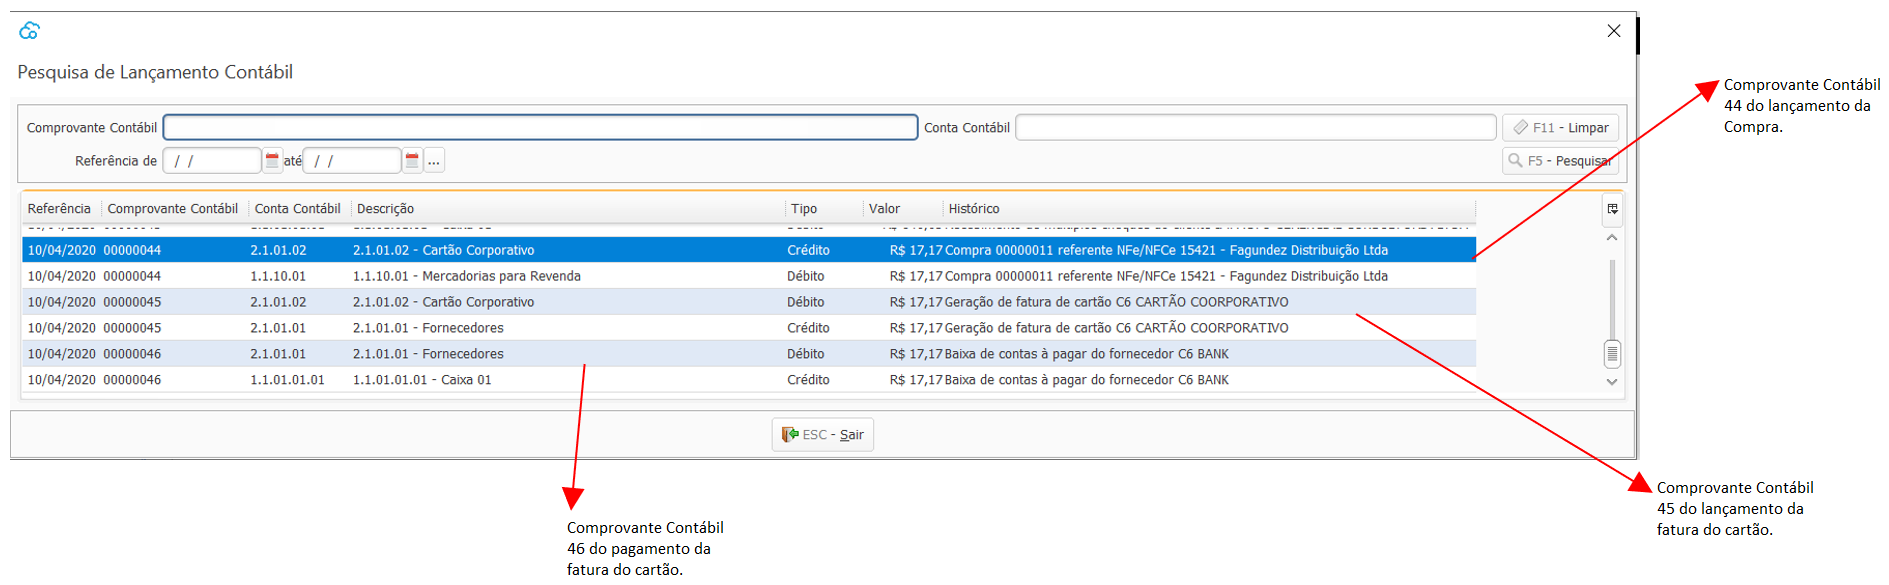 Pesquisa de Lançamento Contábil
Comprovante Contábil
Conta Contábil
F11 - Limpar
Referência de / / até / / ...
F5 - Pesquisar
Referência Comprovante Contábil Conta Contábil Descrição Tipo Valor Histórico
10/04/2020 00000044 2.1.01.02 2.1.01.02 - Cartão Corporativo Crédito R$ 17,17 Compra 00000011 referente NFe/NFCe 15421 - Fagundez Distribuição Ltda
10/04/2020 00000044 1.1.10.01 1.1.10.01 - Mercadorias para Revenda Débito R$ 17,17 Compra 00000011 referente NFe/NFCe 15421 - Fagundez Distribuição Ltda
10/04/2020 00000045 2.1.01.02 2.1.01.02 - Cartão Corporativo Débito R$ 17,17 Geração de fatura de cartão C6 CARTÃO COORPORATIVO
10/04/2020 00000045 2.1.01.01 2.1.01.01 - Fornecedores Crédito R$ 17,17 Geração de fatura de cartão C6 CARTÃO COORPORATIVO
10/04/2020 00000046 2.1.01.01 2.1.01.01 - Fornecedores Débito R$ 17,17 Baixa de contas à pagar do fornecedor C6 BANK
10/04/2020 00000046 1.1.01.01.01 1.1.01.01.01 - Caixa 01 Crédito R$ 17,17 Baixa de contas à pagar do fornecedor C6 BANK
ESC - Sair
Comprovante Contábil
44 do lançamento da
Compra.
Comprovante Contábil
45 do lançamento da
fatura do cartão.
Comprovante Contábil
46 do pagamento da
fatura do cartão.